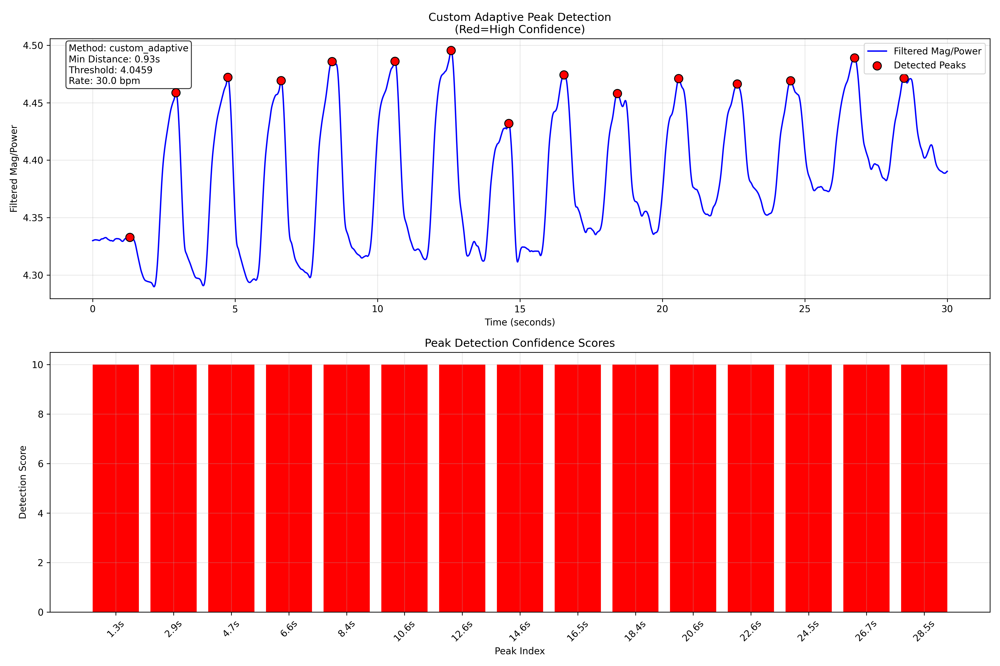 Custom Adaptive Peak Detection
(Red=High Confidence)
Method: custom_adaptive
Min Distance: 0.93s
Threshold: 4.0459
Rate: 30.0 bpm
Filtered Mag/Power
Detected Peaks
4.50
4.45
4.40
4.35
4.30
Filtered Mag/Power
0 5 10 15 20 25 30
Time (seconds)
Peak Detection Confidence Scores
10
8
6
4
2
0
Detection Score
1.3s 2.9s 4.7s 6.6s 8.4s 10.6s 12.6s 14.6s 16.5s 18.4s 20.6s 22.6s 24.5s 26.7s 28.5s
Peak Index